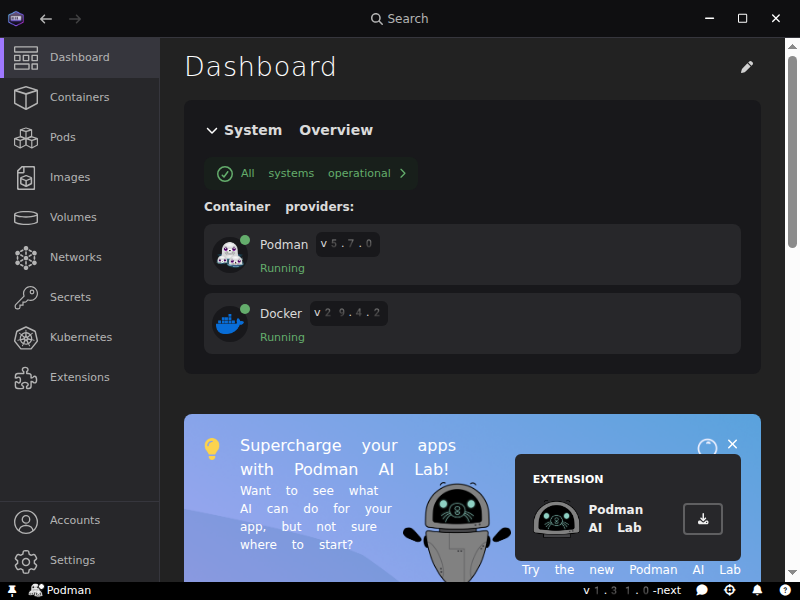 Search
Dashboard
Containers
Pods
Images
Volumes
Networks
Secrets
Kubernetes
Extensions
Accounts
Settings
Dashboard
System Overview
All systems operational
Container providers:
Podman v5.7.0
Running
Docker v29.4.2
Running
Supercharge your apps
with Podman AI Lab!
Want to see what
AI can do for your
app, but not sure
where to start?
EXTENSION
Podman
AI Lab
Try the new Podman AI Lab
Podman
v1.31.0-next